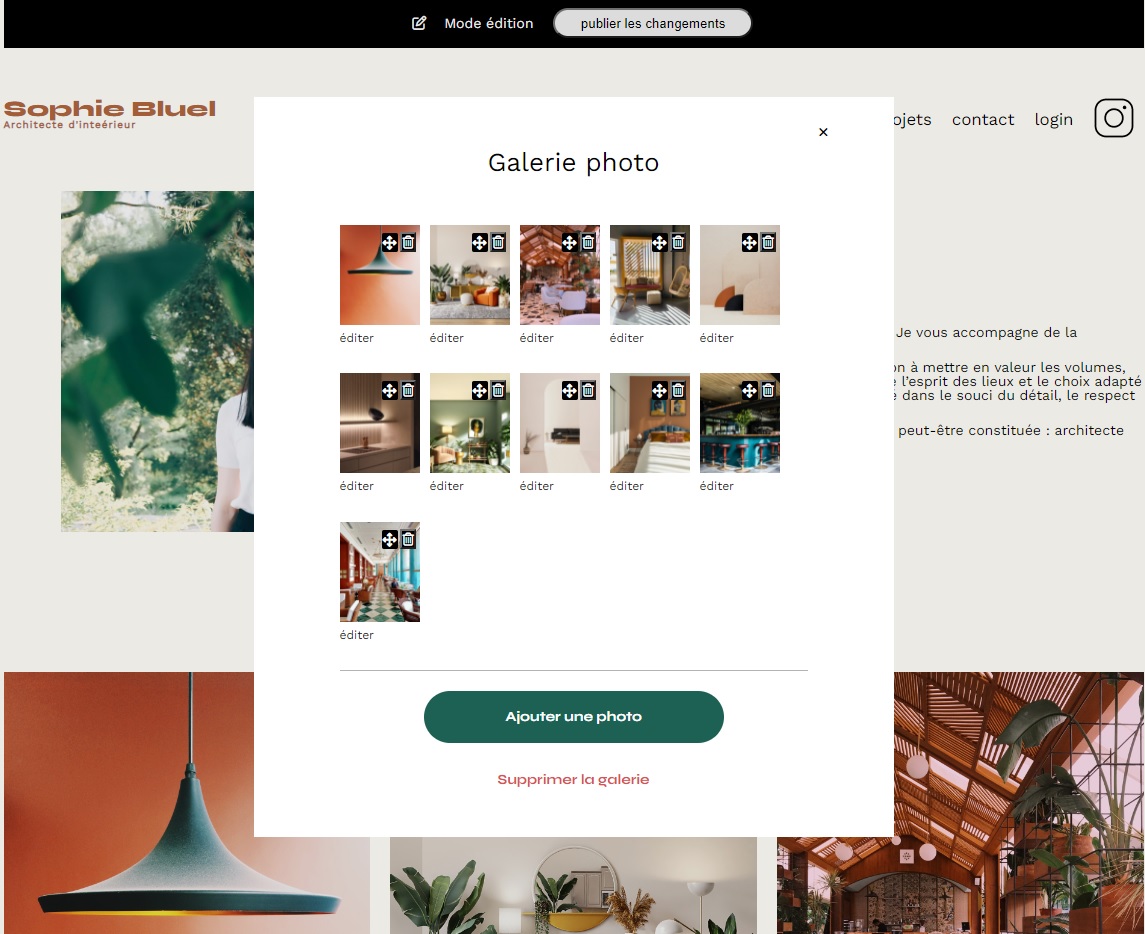 Mode édition
publier les changements
Sophie Bluel
Architecte d'inteérieur
ojets
contact
login
×
Galerie photo
éditer
éditer
éditer
éditer
éditer
éditer
éditer
éditer
éditer
éditer
éditer
Ajouter une photo
Supprimer la galerie
Je vous accompagne de la
on à mettre en valeur les volumes,
l’esprit des lieux et le choix adapté
dans le souci du détail, le respect
peut-être constituée : architecte